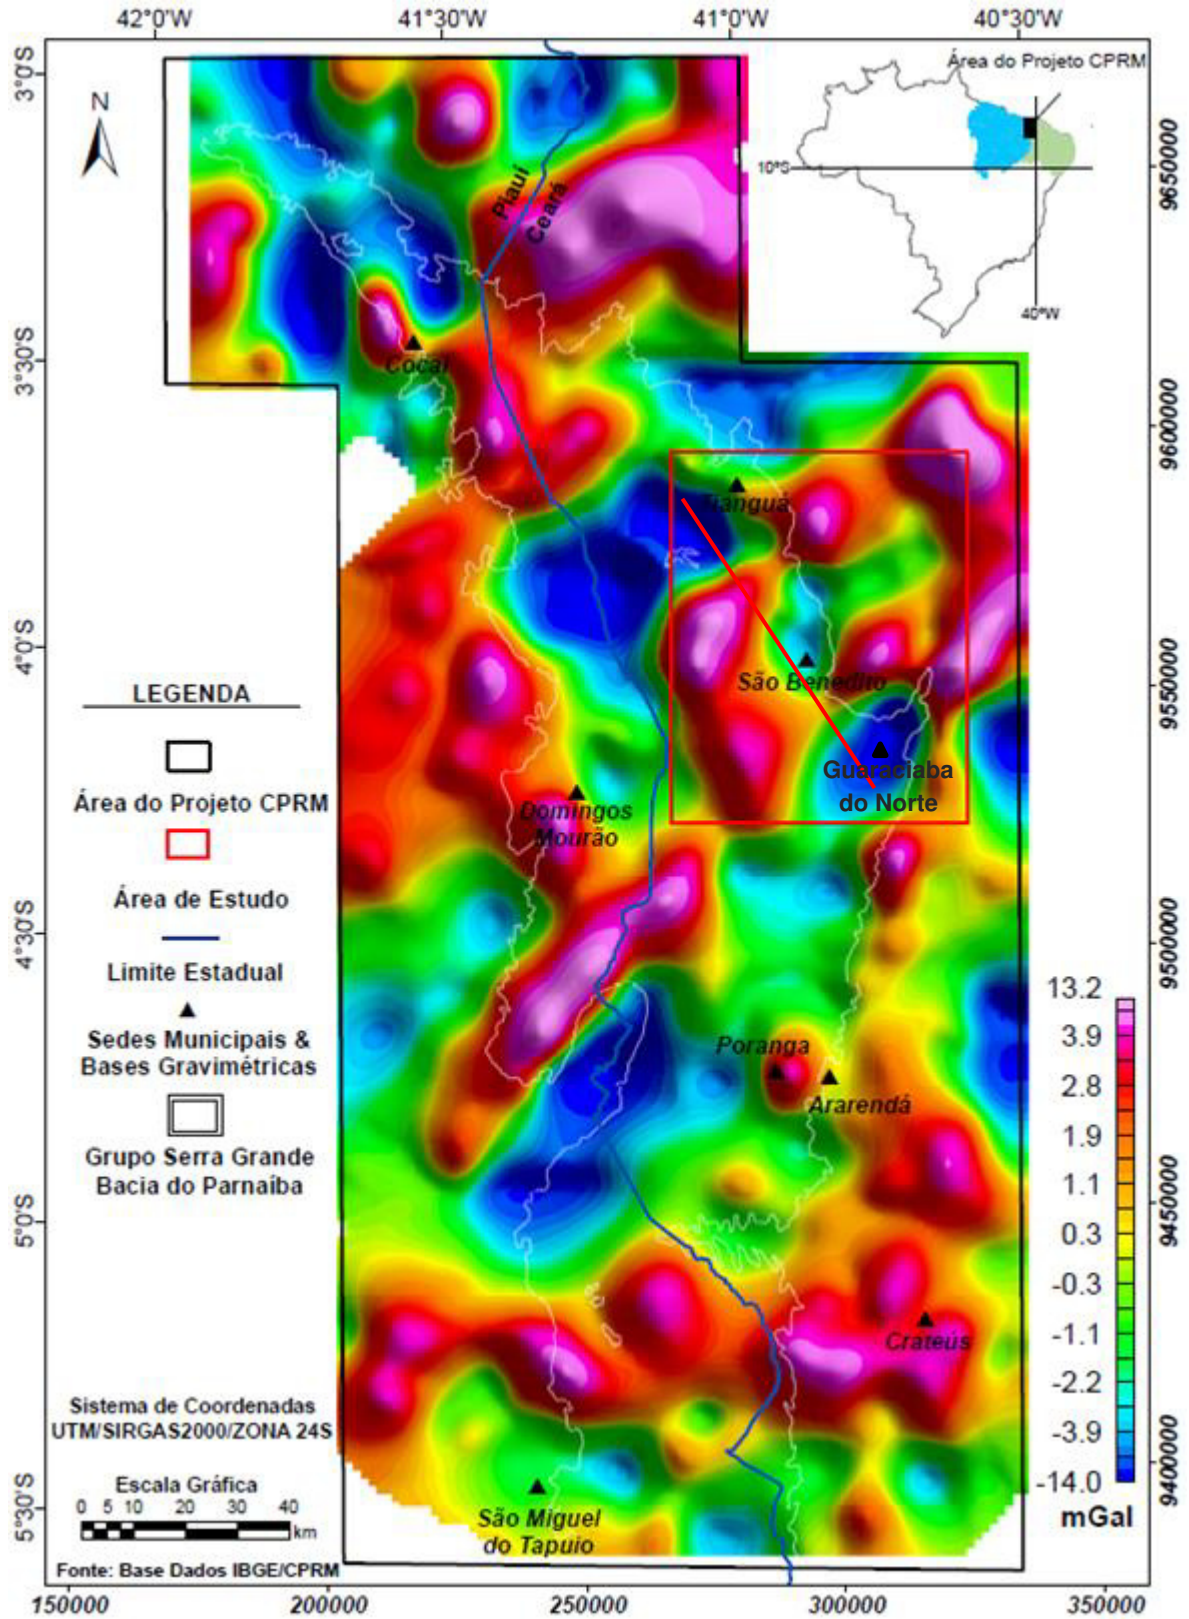 42°0'W
41°30'W
41°0'W
40°30'W
3°0'S
3°30'S
4°0'S
4°30'S
5°0'S
5°30'S
9650000
9600000
9550000
9500000
9450000
9400000
150000
200000
250000
300000
350000
N
Área do Projeto CPRM
10ºS
40ºW
Piauí
Ceará
Cocal
Tianguá
São Benedito
Guaraciaba
do Norte
Domingos
Mourão
Poranga
Ararendá
Crateús
São Miguel
do Tapuio
LEGENDA
Área do Projeto CPRM
Área de Estudo
Limite Estadual
Sedes Municipais &
Bases Gravimétricas
Grupo Serra Grande
Bacia do Parnaíba
Sistema de Coordenadas
UTM/SIRGAS2000/ZONA 24S
Escala Gráfica
0 5 10 20 30 40
km
Fonte: Base Dados IBGE/CPRM
13.2
3.9
2.8
1.9
1.1
0.3
-0.3
-1.1
-2.2
-3.9
-14.0
mGal